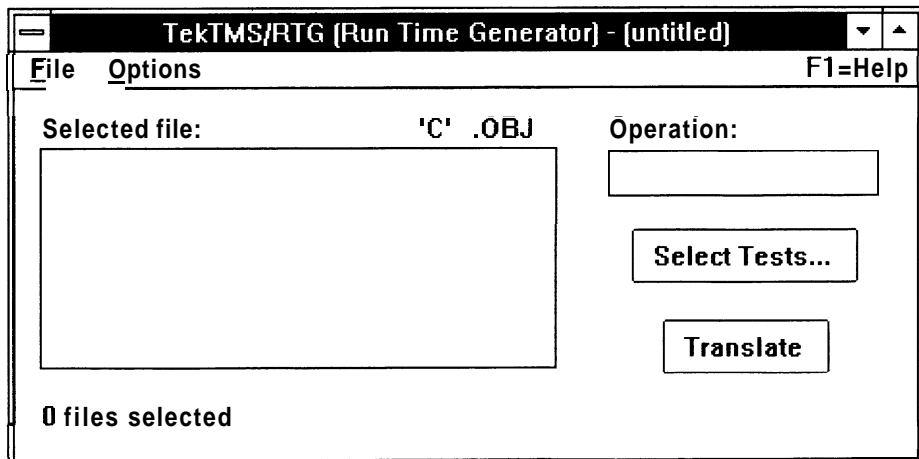 TekTMS/RTG (Run Time Generator) - (untitled)
File Options F1=Help
Selected file: 'C' .OBJ Operation:
Select Tests...
Translate
0 files selected